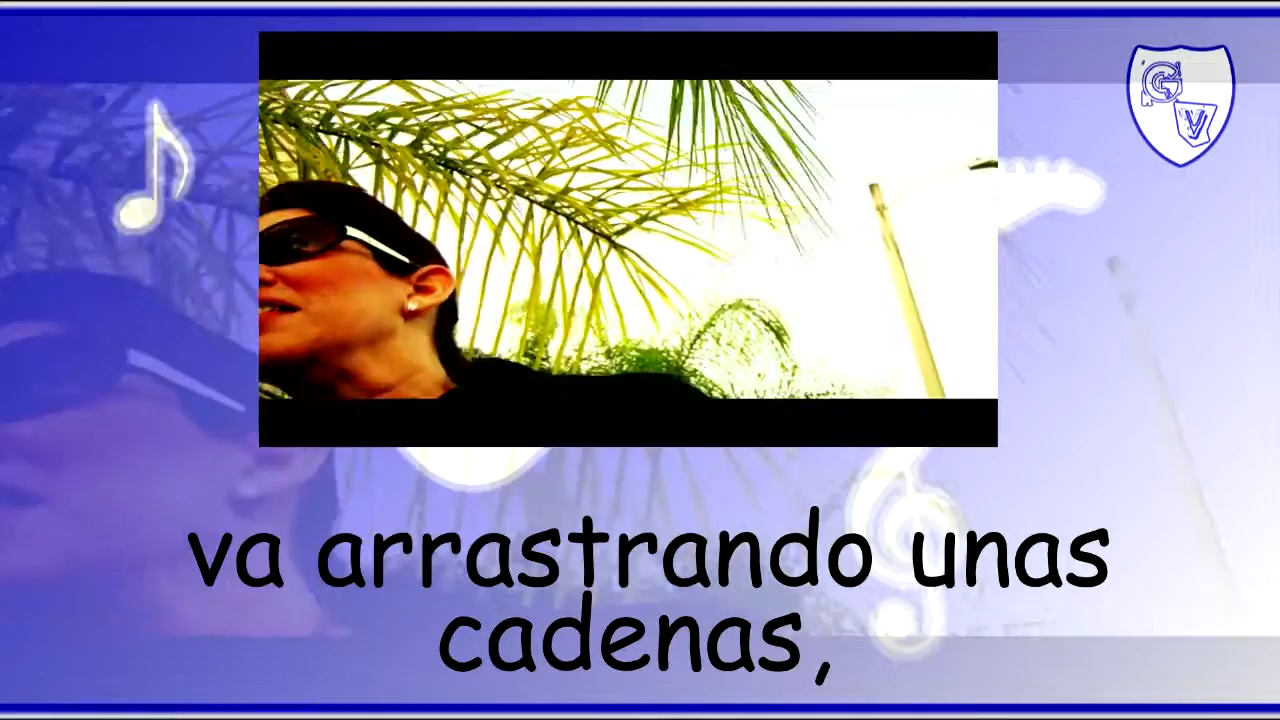 G
V
va arrastrando unas
cadenas,